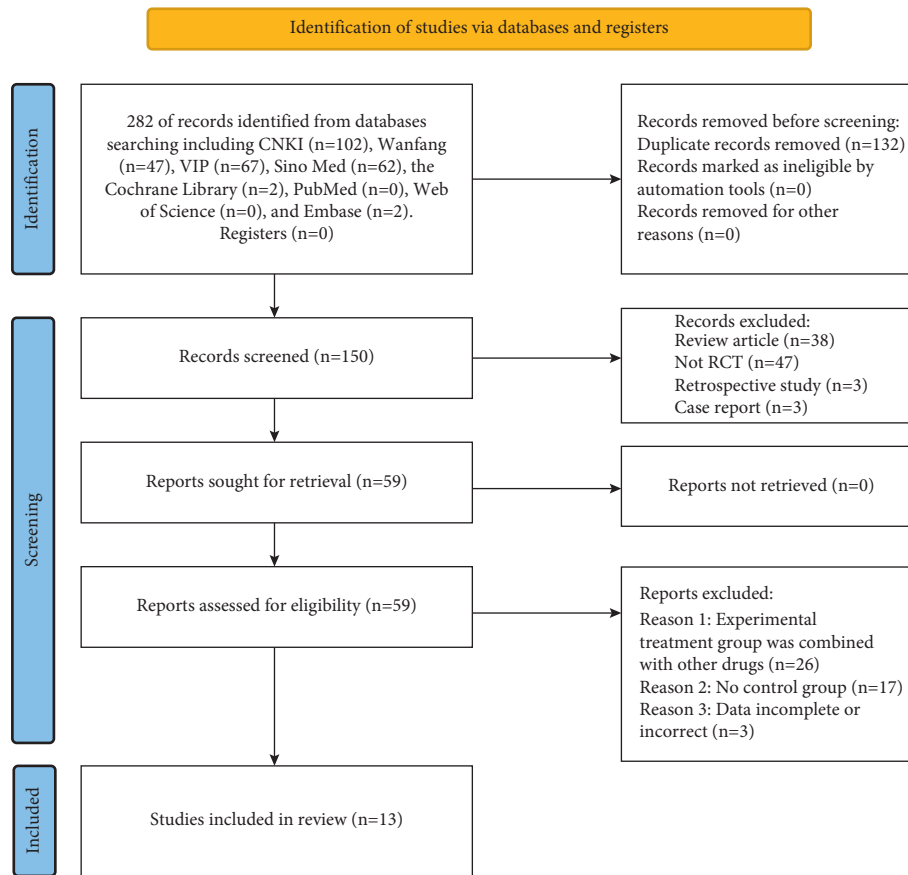 Identification of studies via databases and registers
Identification
282 of records identified from databases
searching including CNKI (n=102), Wanfang
(n=47), VIP (n=67), Sino Med (n=62), the
Cochrane Library (n=2), PubMed (n=0), Web
of Science (n=0), and Embase (n=2).
Registers (n=0)
Records removed before screening:
Duplicate records removed (n=132)
Records marked as ineligible by
automation tools (n=0)
Records removed for other
reasons (n=0)
Screening
Records screened (n=150)
Records excluded:
Review article (n=38)
Not RCT (n=47)
Retrospective study (n=3)
Case report (n=3)
Reports sought for retrieval (n=59)
Reports not retrieved (n=0)
Reports assessed for eligibility (n=59)
Reports excluded:
Reason 1: Experimental
treatment group was combined
with other drugs (n=26)
Reason 2: No control group (n=17)
Reason 3: Data incomplete or
incorrect (n=3)
Included
Studies included in review (n=13)